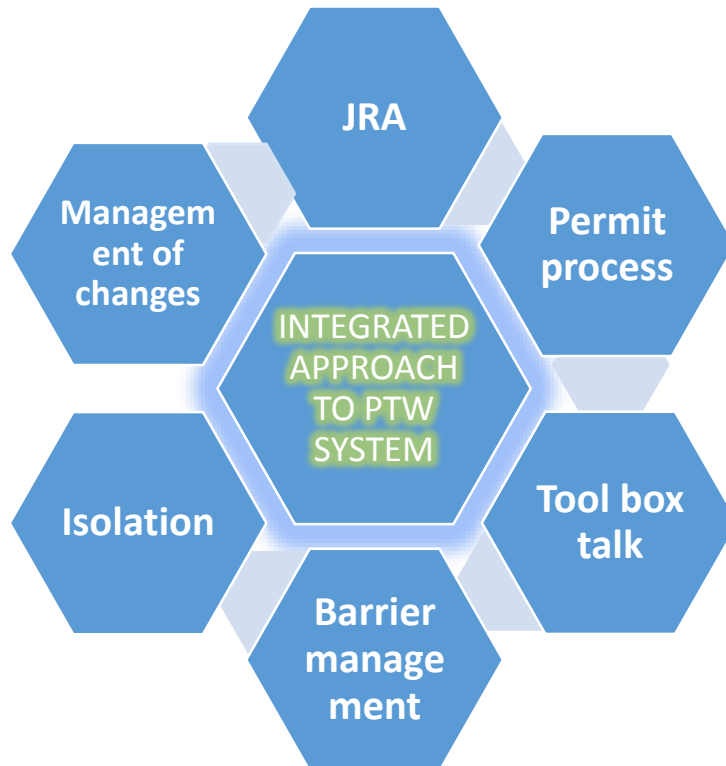 JRA
Permit
process
Tool box
talk
Barrier
manage
ment
Isolation
Managem
ent of
changes
INTEGRATED
APPROACH
TO PTW
SYSTEM